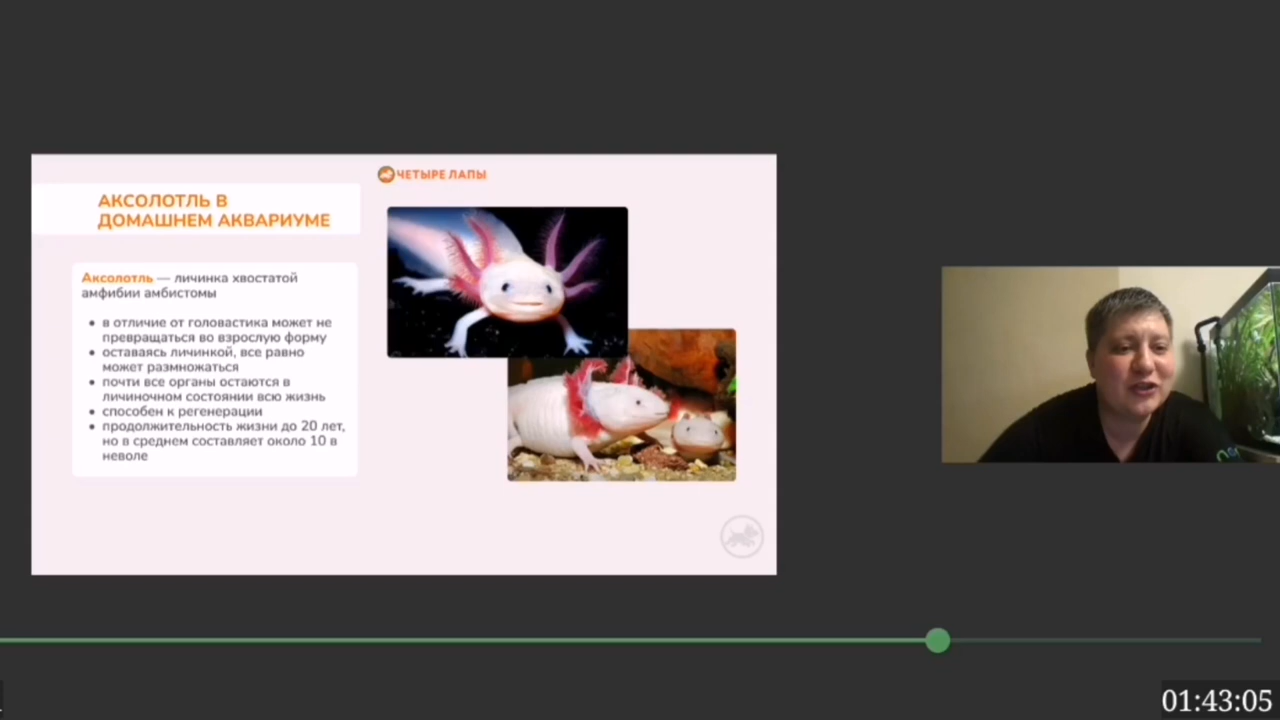 ЧЕТЫРЕ ЛАПЫ
АКСОЛОТЛЬ В
ДОМАШНЕМ АКВАРИУМЕ
Аксолотль — личинка хвостатой
амфибии амбистомы
• в отличие от головастика может не
превращаться во взрослую форму
• оставаясь личинкой, все равно
может размножаться
• почти все органы остаются в
личиночном состоянии всю жизнь
• способен к регенерации
• продолжительность жизни до 20 лет,
но в среднем составляет около 10 в
неволе
01:43:05